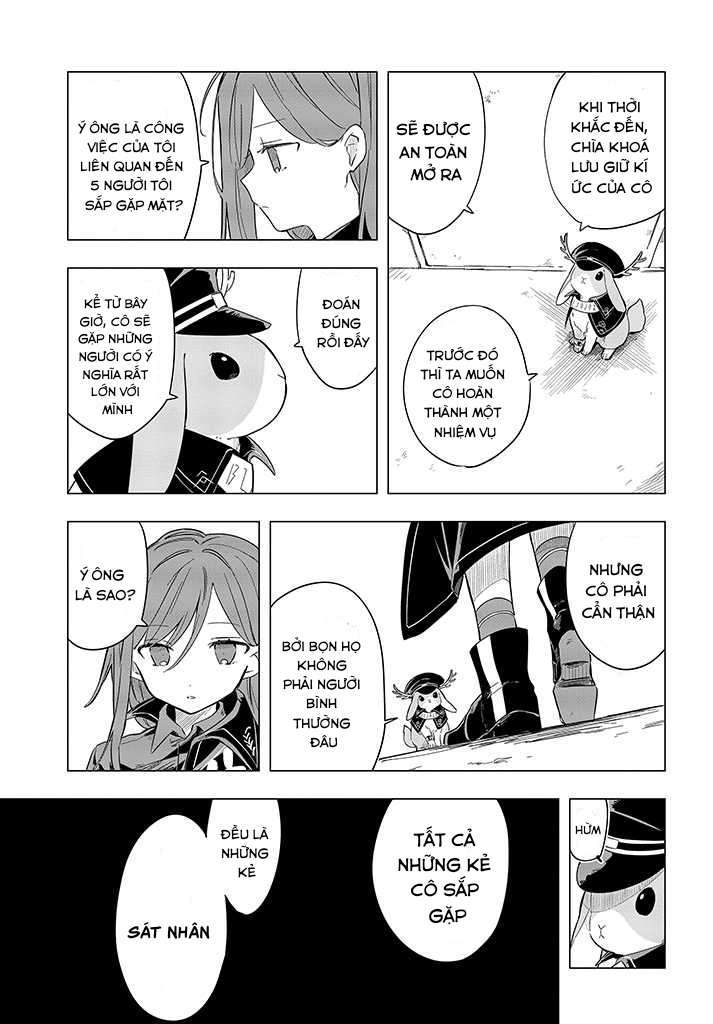 KHI THỜI
KHẮC ĐẾN,
CHÌA KHOÁ
LƯU GIỮ KÍ
ỨC CỦA CÔ
SẼ ĐƯỢC
AN TOÀN
MỞ RA
TRƯỚC ĐÓ
THÌ TA MUỐN
CÔ HOÀN
THÀNH MỘT
NHIỆM VỤ
Ý ÔNG LÀ CÔNG
VIỆC CỦA TÔI
LIÊN QUAN ĐẾN
5 NGƯỜI TÔI
SẮP GẶP MẶT?
ĐOÁN
ĐÚNG
RỒI ĐẤY
KỂ TỪ BÂY
GIỜ, CÔ SẼ
GẶP NHỮNG
NGƯỜI CÓ Ý
NGHĨA RẤT
LỚN VỚI
MÌNH
NHƯNG
CÔ PHẢI
CẨN THẬN
BỞI BỌN HỌ
KHÔNG
PHẢI NGƯỜI
BÌNH
THƯỜNG
ĐÂU
Ý ÔNG
LÀ SAO?
HỪM
TẤT CẢ
NHỮNG KẺ
CÔ SẮP
GẶP
ĐỀU LÀ
NHỮNG
KẺ
SÁT NHÂN